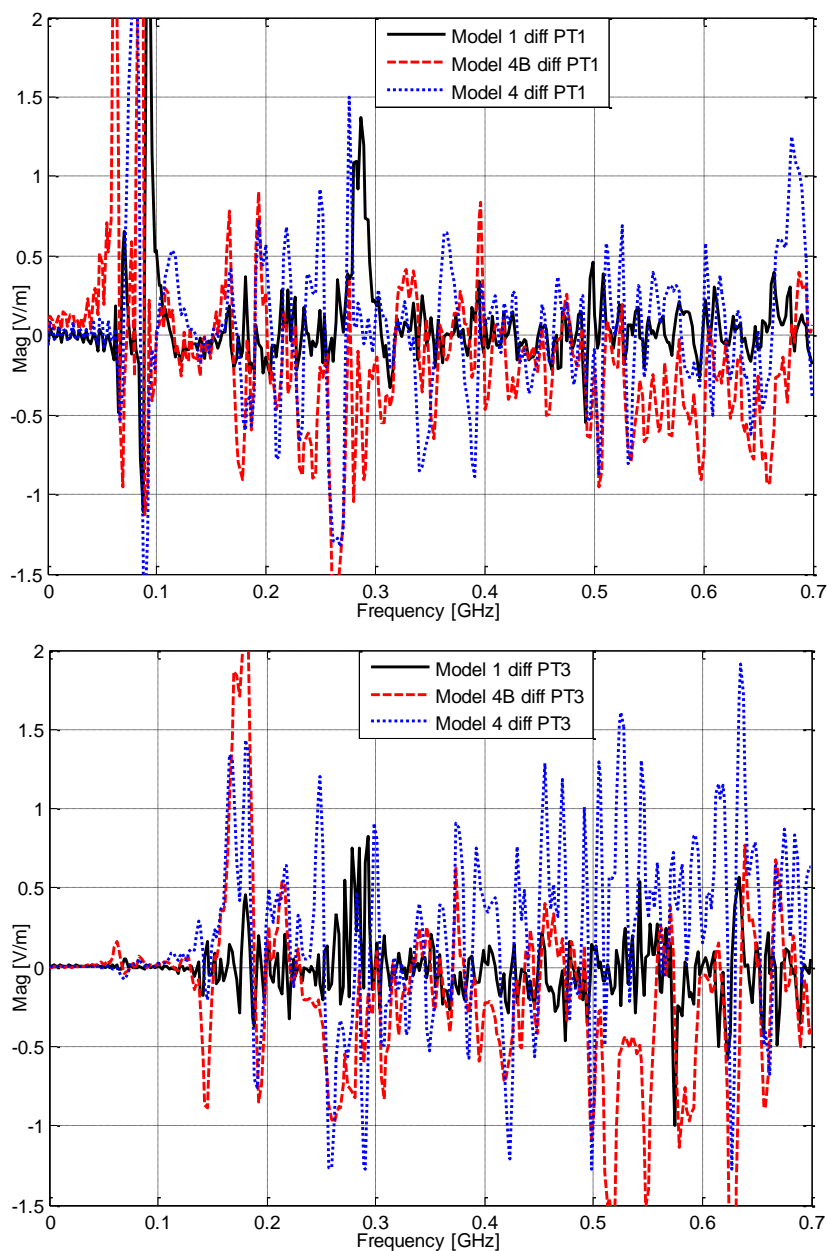 2
1.5
1
0.5
0
-0.5
-1
-1.5
Mag [V/m]
Model 1 diff PT1
Model 4B diff PT1
Model 4 diff PT1
0 0.1 0.2 0.3 0.4 0.5 0.6 0.7
Frequency [GHz]
2
1.5
1
0.5
0
-0.5
-1
-1.5
Mag [V/m]
Model 1 diff PT3
Model 4B diff PT3
Model 4 diff PT3
0 0.1 0.2 0.3 0.4 0.5 0.6 0.7
Frequency [GHz]